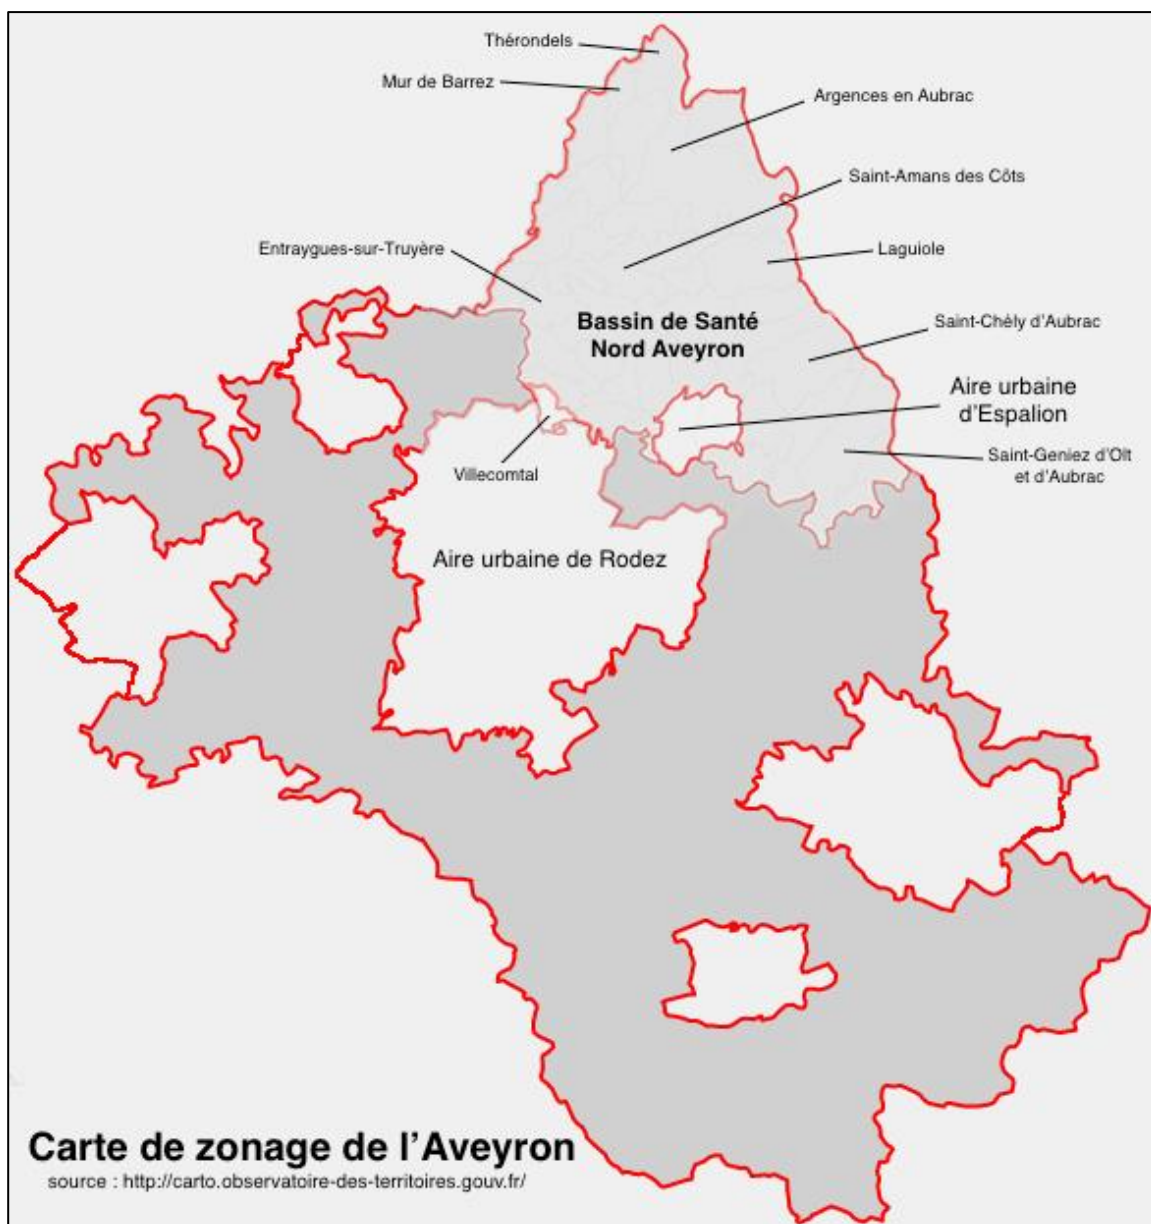 Thérondels
Mur de Barrez
Argences en Aubrac
Saint-Amans des Côts
Entraygues-sur-Truyère
Laguiole
Bassin de Santé
Nord Aveyron
Saint-Chèly d'Aubrac
Aire urbaine
d'Espalion
Villecomtal
Saint-Geniez d'Olt
et d'Aubrac
Aire urbaine de Rodez
Carte de zonage de l'Aveyron
source : http://carto.observatoire-des-territoires.gouv.fr/